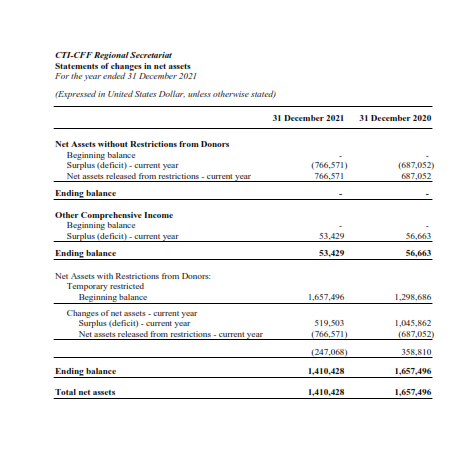 CTI-CFF Regional Secretariat
Statements of changes in net assets
For the year ended 31 December 2021
(Expressed in United States Dollar, unless otherwise stated)
31 December 2021 31 December 2020
Net Assets without Restrictions from Donors
Beginning balance - -
Surplus (deficit) - current year (766,571) (687,052)
Net assets released from restrictions - current year 766,571 687,052
Ending balance - -
Other Comprehensive Income
Beginning balance - -
Surplus (deficit) - current year 53,429 56,663
Ending balance 53,429 56,663
Net Assets with Restrictions from Donors:
Temporary restricted
Beginning balance 1,657,496 1,298,686
Changes of net assets - current year
Surplus (deficit) - current year 519,503 1,045,862
Net assets released from restrictions - current year (766,571) (687,052)
(247,068) 358,810
Ending balance 1,410,428 1,657,496
Total net assets 1,410,428 1,657,496